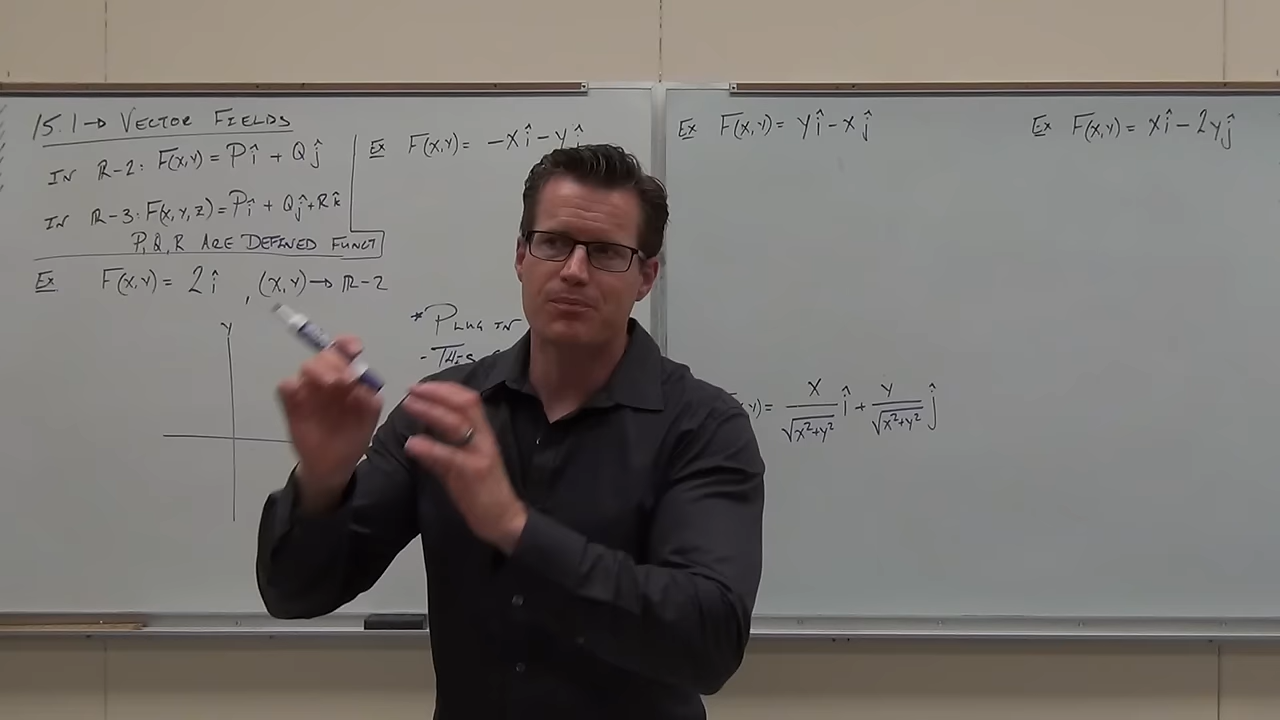 15.1 → VECTOR FIELDS
IN R-2: F(x,y) = Pî + Qĵ
IN R-3: F(x,y,z) = Pî + Qĵ + Rk̂
P, Q, R ARE DEFINED FUNCT
Ex F(x,y) = 2î , (x,y) → R-2
y
Ex F(x,y) = -xî - yĵ
* PLUG IN
- THIS
Ex F(x,y) = yî - xĵ
y) = x/√(x²+y²) î + y/√(x²+y²) ĵ
Ex F(x,y) = xî - 2yĵ